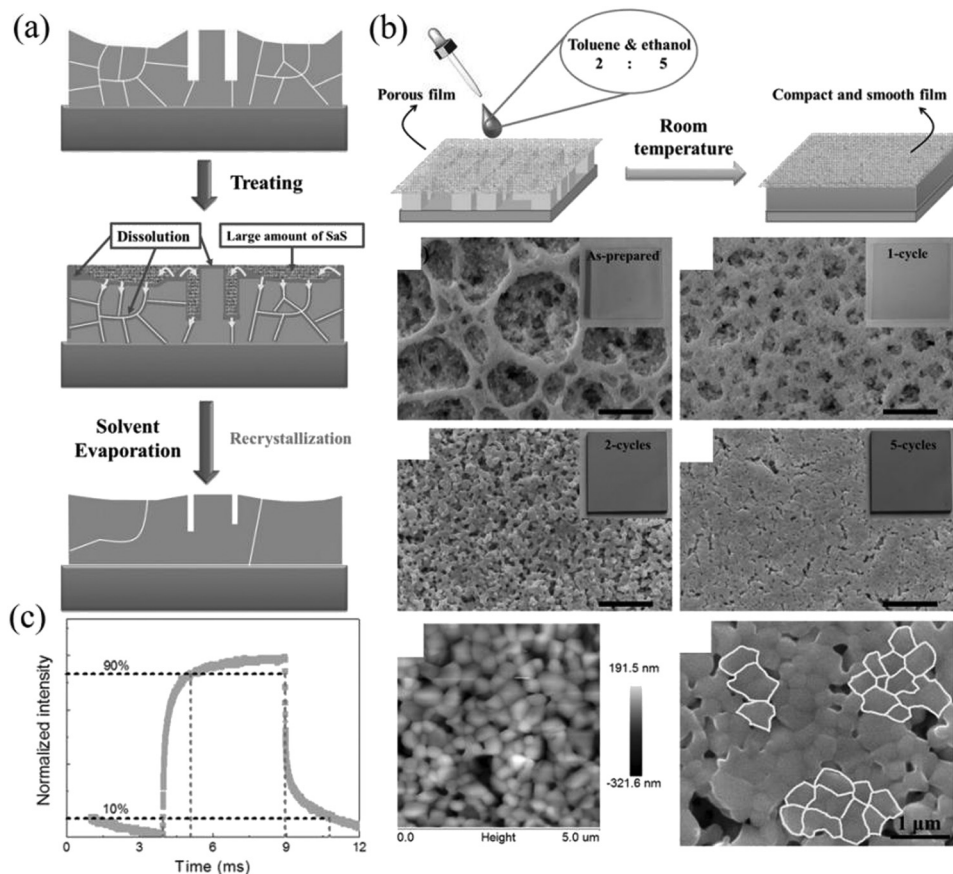 (a)
Treating
Dissolution
Large amount of SaS
Solvent
Evaporation
Recrystallization
(b)
Toluene & ethanol
2 : 5
Porous film
Room
temperature
Compact and smooth film
As-prepared
1-cycle
2-cycles
5-cycles
191.5 nm
-321.6 nm
0.0 Height 5.0 um
1 μm
(c)
Normalized intensity
90%
10%
0 3 6 9 12
Time (ms)